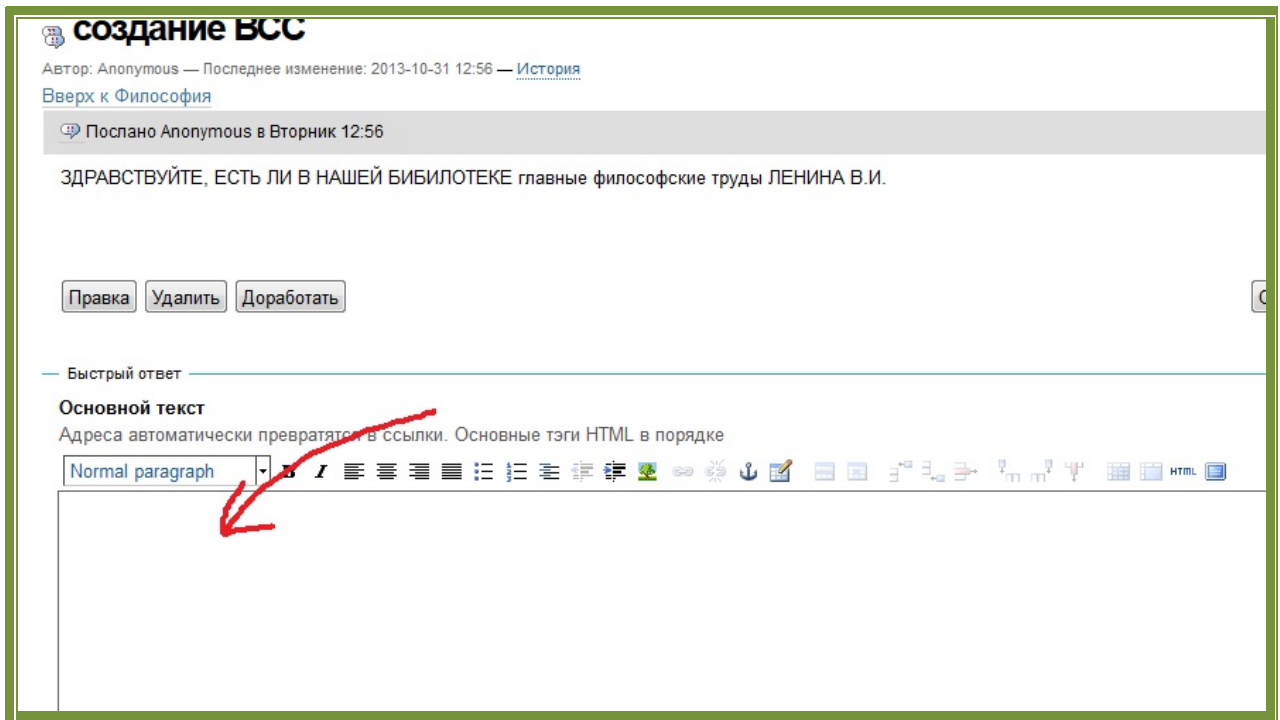 создание ВСС
Автор: Anonymous — Последнее изменение: 2013-10-31 12:56 — История
Вверх к Философия
Послано Anonymous в Вторник 12:56
ЗДРАВСТВУЙТЕ, ЕСТЬ ЛИ В НАШЕЙ БИБИЛОТЕКЕ главные философские труды ЛЕНИНА В.И.
Правка Удалить Доработать
Быстрый ответ
Основной текст
Адреса автоматически превратятся в ссылки. Основные тэги HTML в порядке
Normal paragraph B I HTML